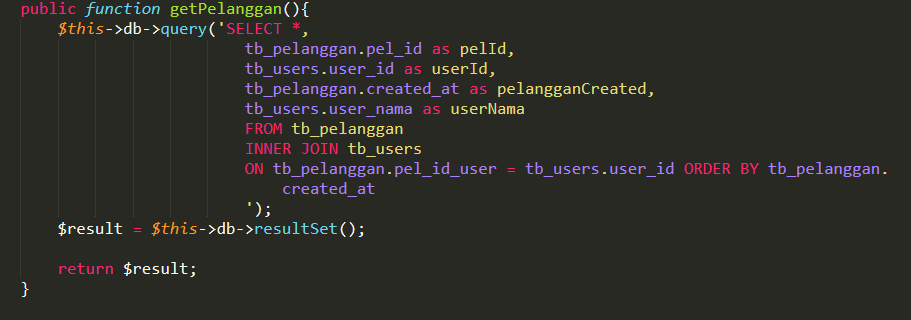 public function getPelanggan(){
$this->db->query('SELECT *,
tb_pelanggan.pel_id as pelId,
tb_users.user_id as userId,
tb_pelanggan.created_at as pelangganCreated,
tb_users.user_nama as userNama
FROM tb_pelanggan
INNER JOIN tb_users
ON tb_pelanggan.pel_id_user = tb_users.user_id ORDER BY tb_pelanggan.
created_at
');
$result = $this->db->resultSet();
return $result;
}